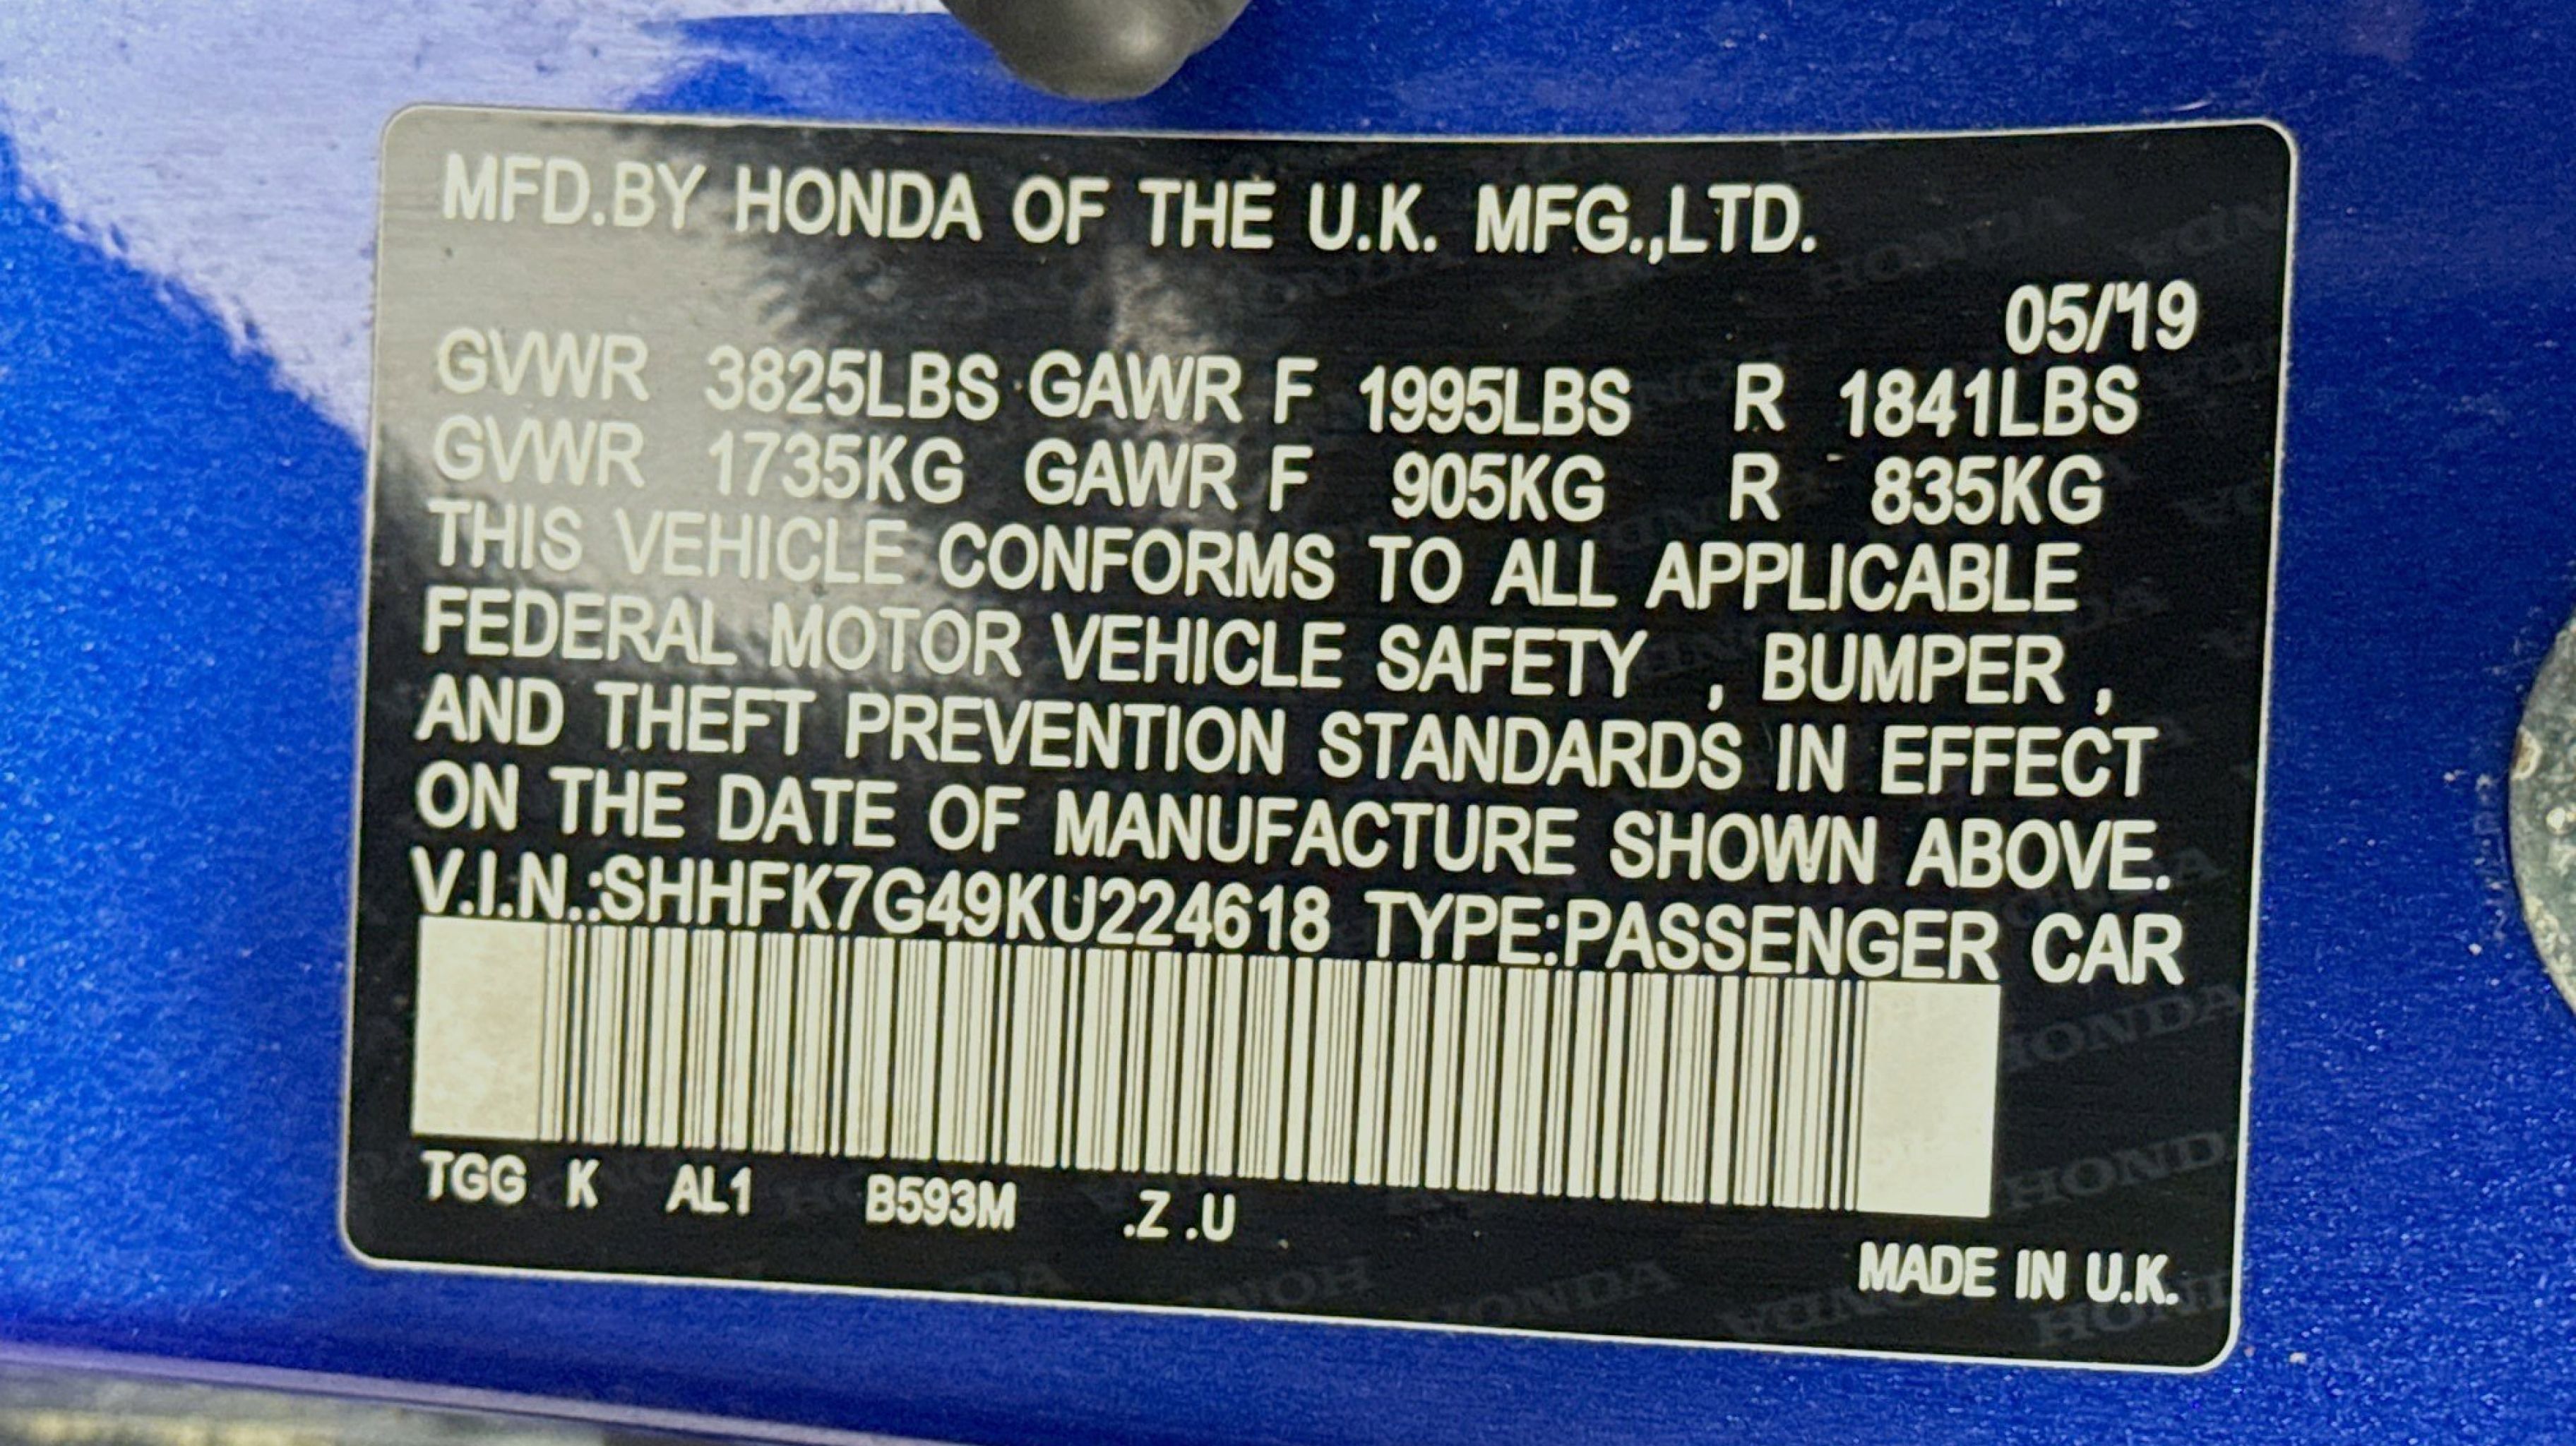 MFD.BY HONDA OF THE U.K. MFG.,LTD.
05/'19
GVWR 3825LBS GAWR F 1995LBS R 1841LBS
GVWR 1735KG GAWR F 905KG R 835KG
THIS VEHICLE CONFORMS TO ALL APPLICABLE
FEDERAL MOTOR VEHICLE SAFETY , BUMPER ,
AND THEFT PREVENTION STANDARDS IN EFFECT
ON THE DATE OF MANUFACTURE SHOWN ABOVE.
V.I.N.:SHHFK7G49KU224618 TYPE:PASSENGER CAR
TGG K AL1 B593M .Z .U
MADE IN U.K.